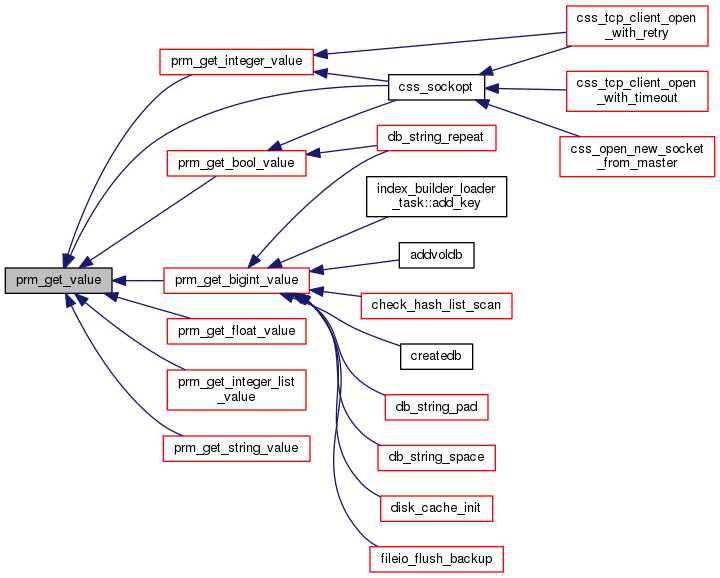 css_tcp_client_open
_with_retry
prm_get_integer_value
css_sockopt
css_tcp_client_open
_with_timeout
db_string_repeat
css_open_new_socket
_from_master
prm_get_bool_value
index_builder_loader
_task::add_key
addvoldb
prm_get_value
prm_get_bigint_value
check_hash_list_scan
prm_get_float_value
createdb
prm_get_integer_list
_value
db_string_pad
prm_get_string_value
db_string_space
disk_cache_init
fileio_flush_backup